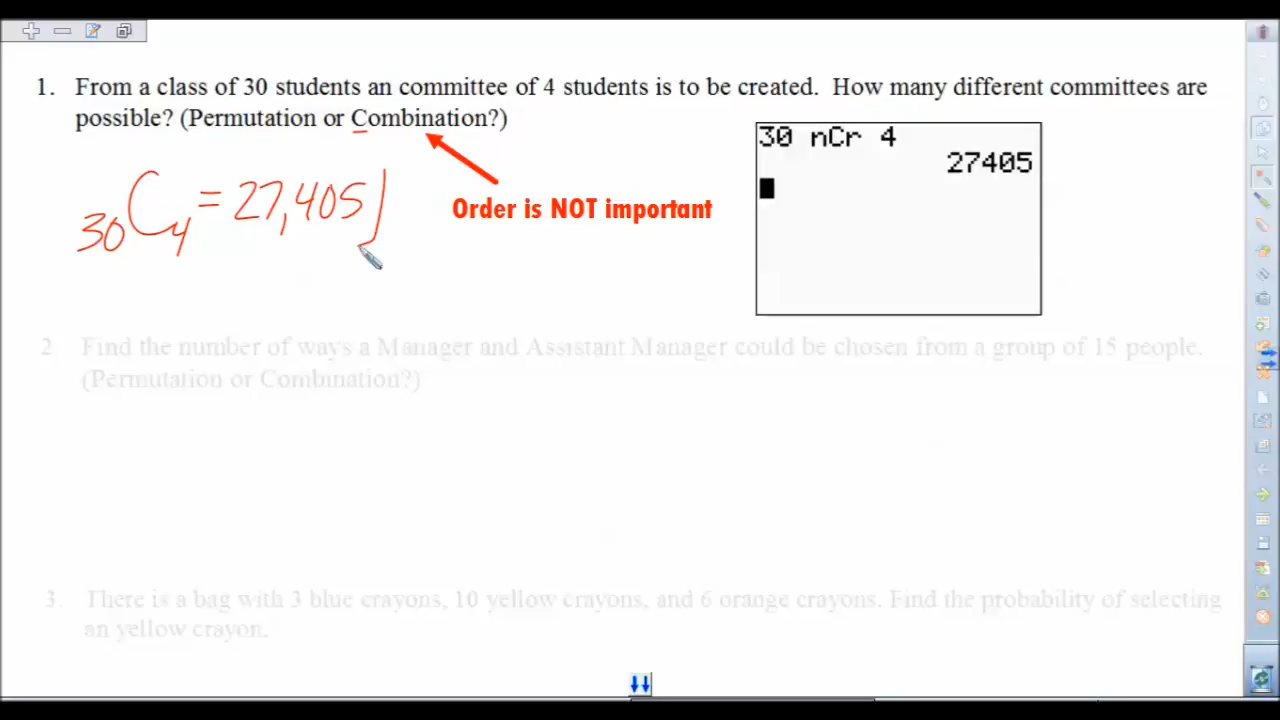 1. From a class of 30 students an committee of 4 students is to be created. How many different committees are
possible? (Permutation or Combination?)
30 nCr 4
27405
30C4 = 27,405
Order is NOT important
2. Find the number of ways a Manager and Assistant Manager could be chosen from a group of 15 people.
(Permutation or Combination?)
3. There is a bag with 3 blue crayons, 10 yellow crayons, and 6 orange crayons. Find the probability of selecting
an yellow crayon.